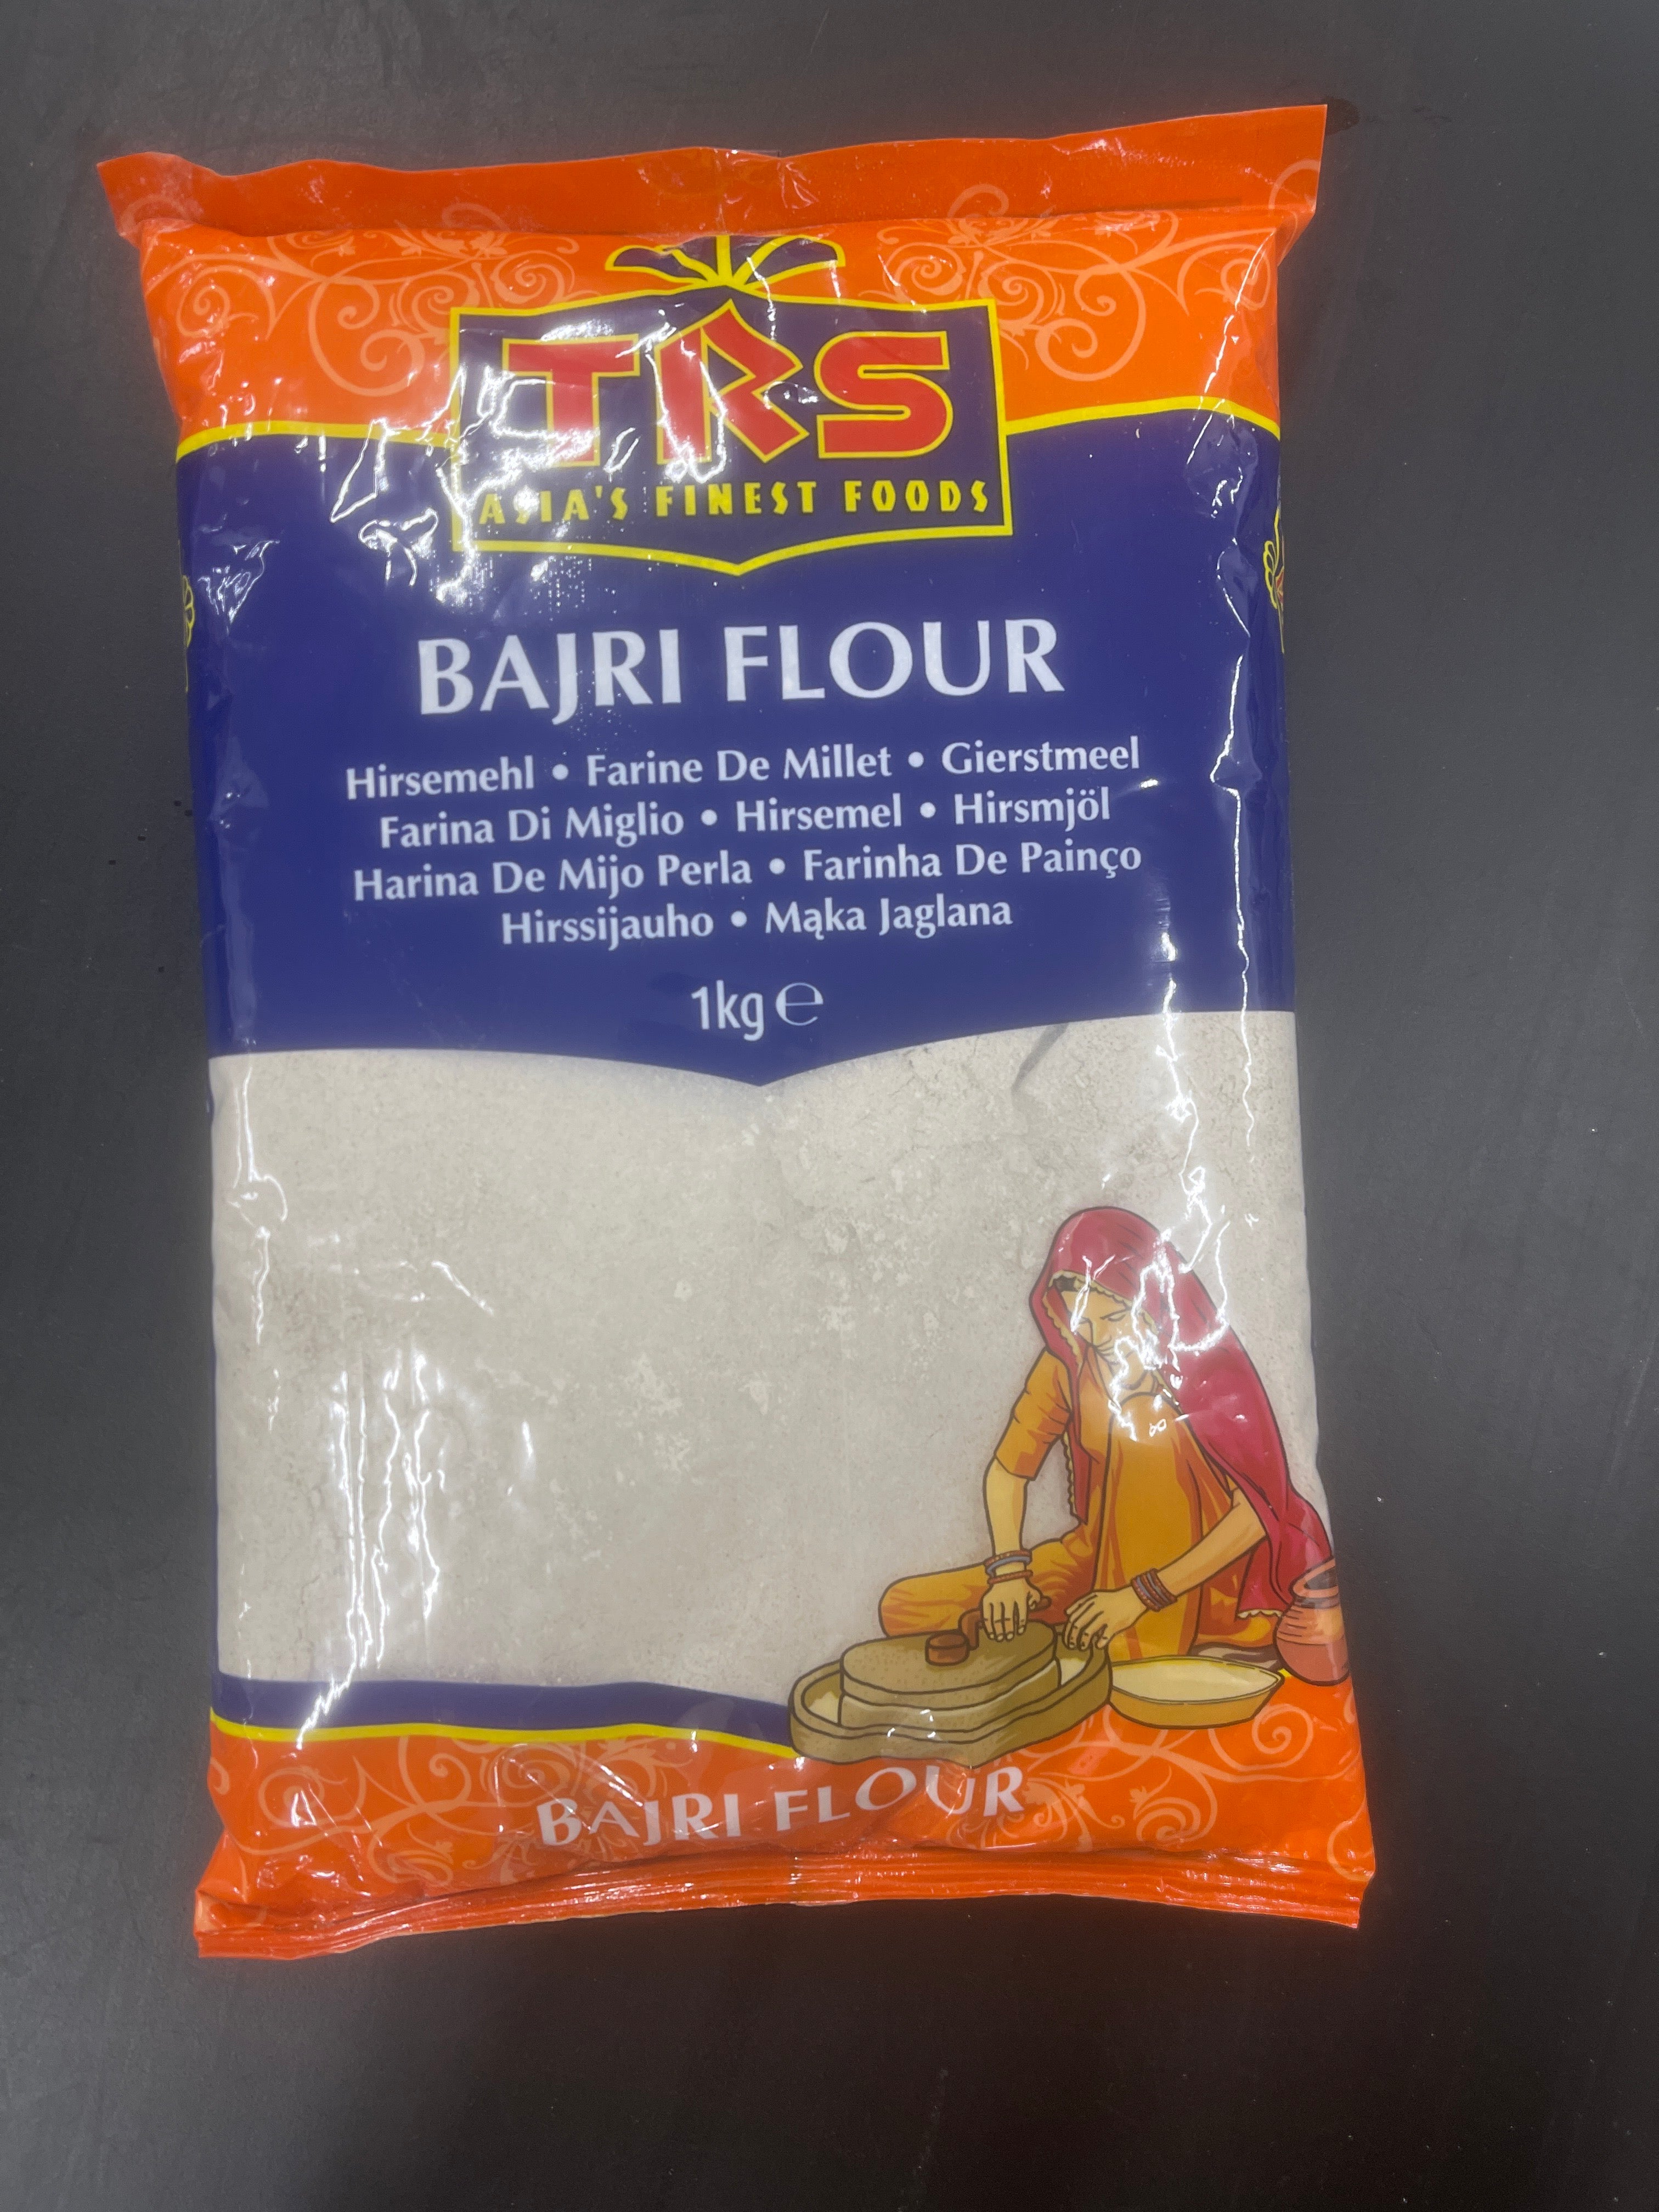 TRS
ASIA'S FINEST FOODS
BAJRI FLOUR
Hirsemehl • Farine De Millet • Gierstmeel
Farina Di Miglio • Hirsemel • Hirsmjöl
Harina De Mijo Perla • Farinha De Painço
Hirssijauho • Mąka Jaglana
1kg ℮
BAJRI FLOUR